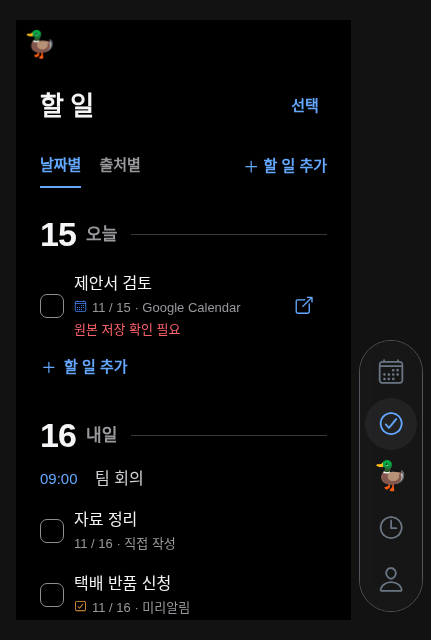 할 일
선택
날짜별 출처별 + 할 일 추가
15 오늘
제안서 검토
11 / 15 · Google Calendar
원본 저장 확인 필요
+ 할 일 추가
16 내일
09:00 팀 회의
자료 정리
11 / 16 · 직접 작성
택배 반품 신청
11 / 16 · 미리알림